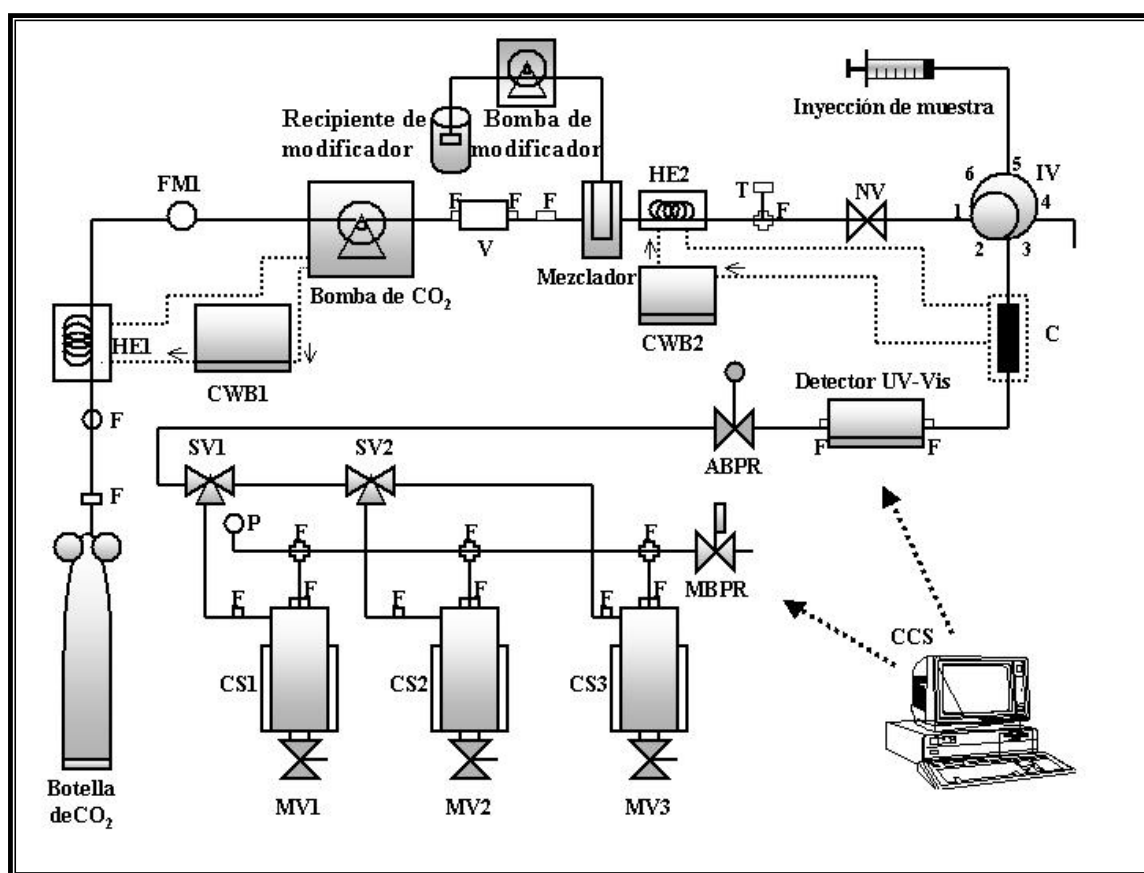 Inyección de muestra
Recipiente de
modificador
Bomba de
modificador
FM1
HE2
T
NV
IV
6
5
4
1
2
3
F
F
F
F
V
Bomba de CO2
Mezclador
CWB2
C
HE1
CWB1
F
F
Detector UV-Vis
F
F
ABPR
SV1
SV2
P
F
F
F
MBPR
F
F
F
F
F
F
CCS
CS1
CS2
CS3
MV1
MV2
MV3
Botella
deCO2